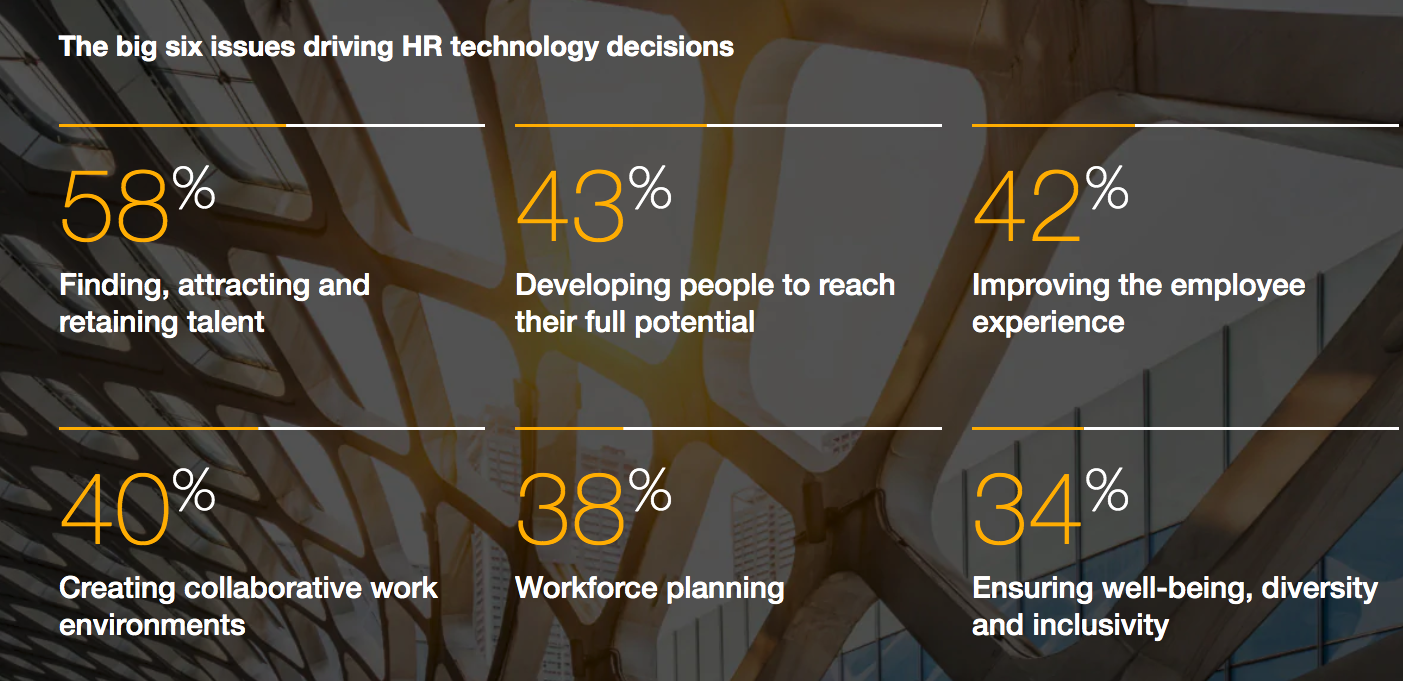 The big six issues driving HR technology decisions
58%
43%
42%
Finding, attracting and
retaining talent
Developing people to reach
their full potential
Improving the employee
experience
40%
38%
34%
Creating collaborative work
environments
Workforce planning
Ensuring well-being, diversity
and inclusivity